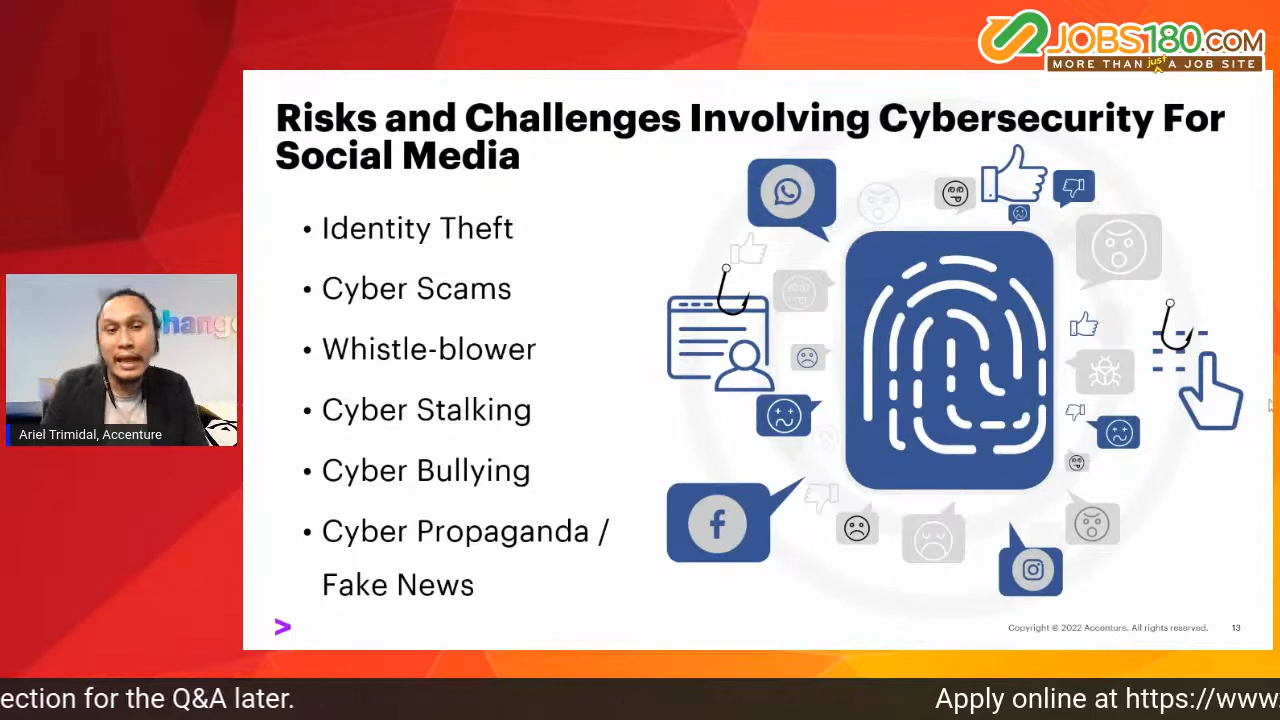 JOBS180.COM
MORE THAN just A JOB SITE
Risks and Challenges Involving Cybersecurity For
Social Media
• Identity Theft
• Cyber Scams
• Whistle-blower
• Cyber Stalking
• Cyber Bullying
• Cyber Propaganda /
Fake News
hang
Ariel Trimidal, Accenture
>
Copyright © 2022 Accenture. All rights reserved. 13
ection for the Q&A later. Apply online at https://www.